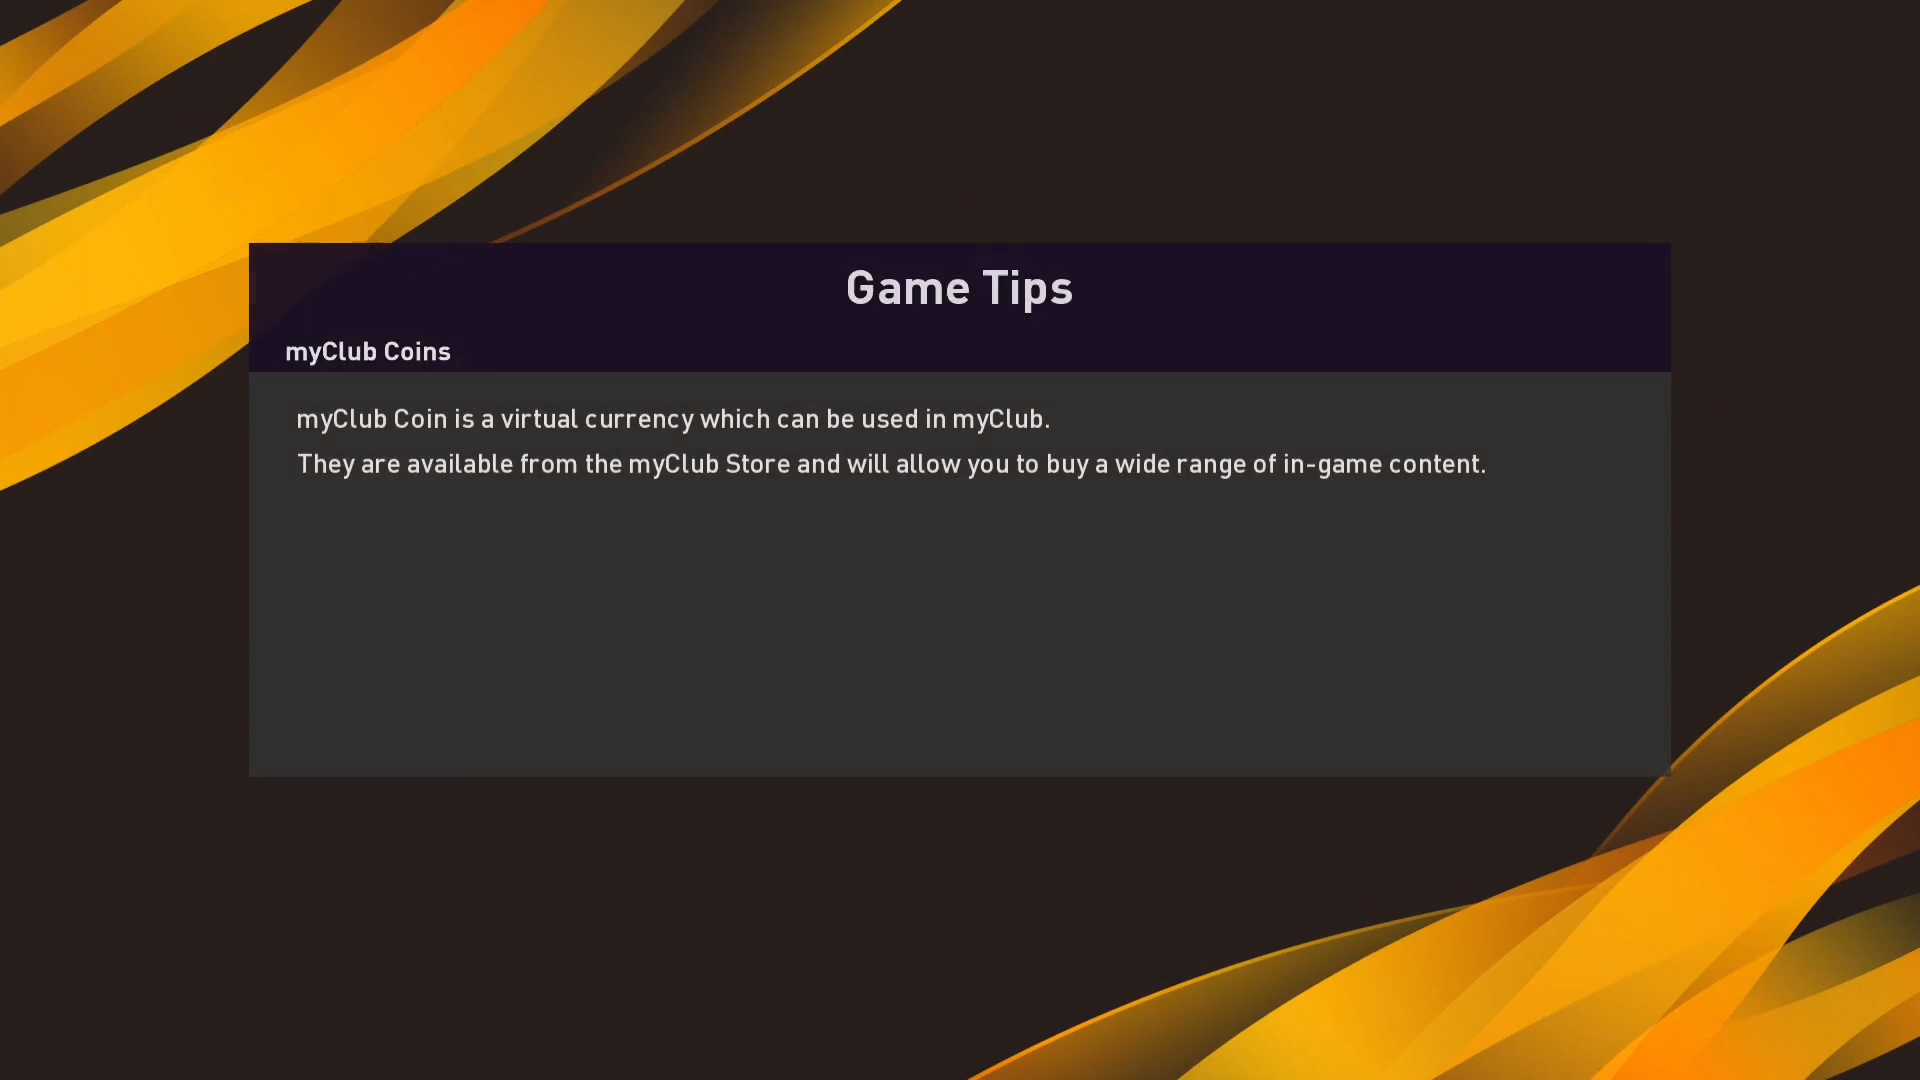 Game Tips
myClub Coins
myClub Coin is a virtual currency which can be used in myClub.
They are available from the myClub Store and will allow you to buy a wide range of in-game content.